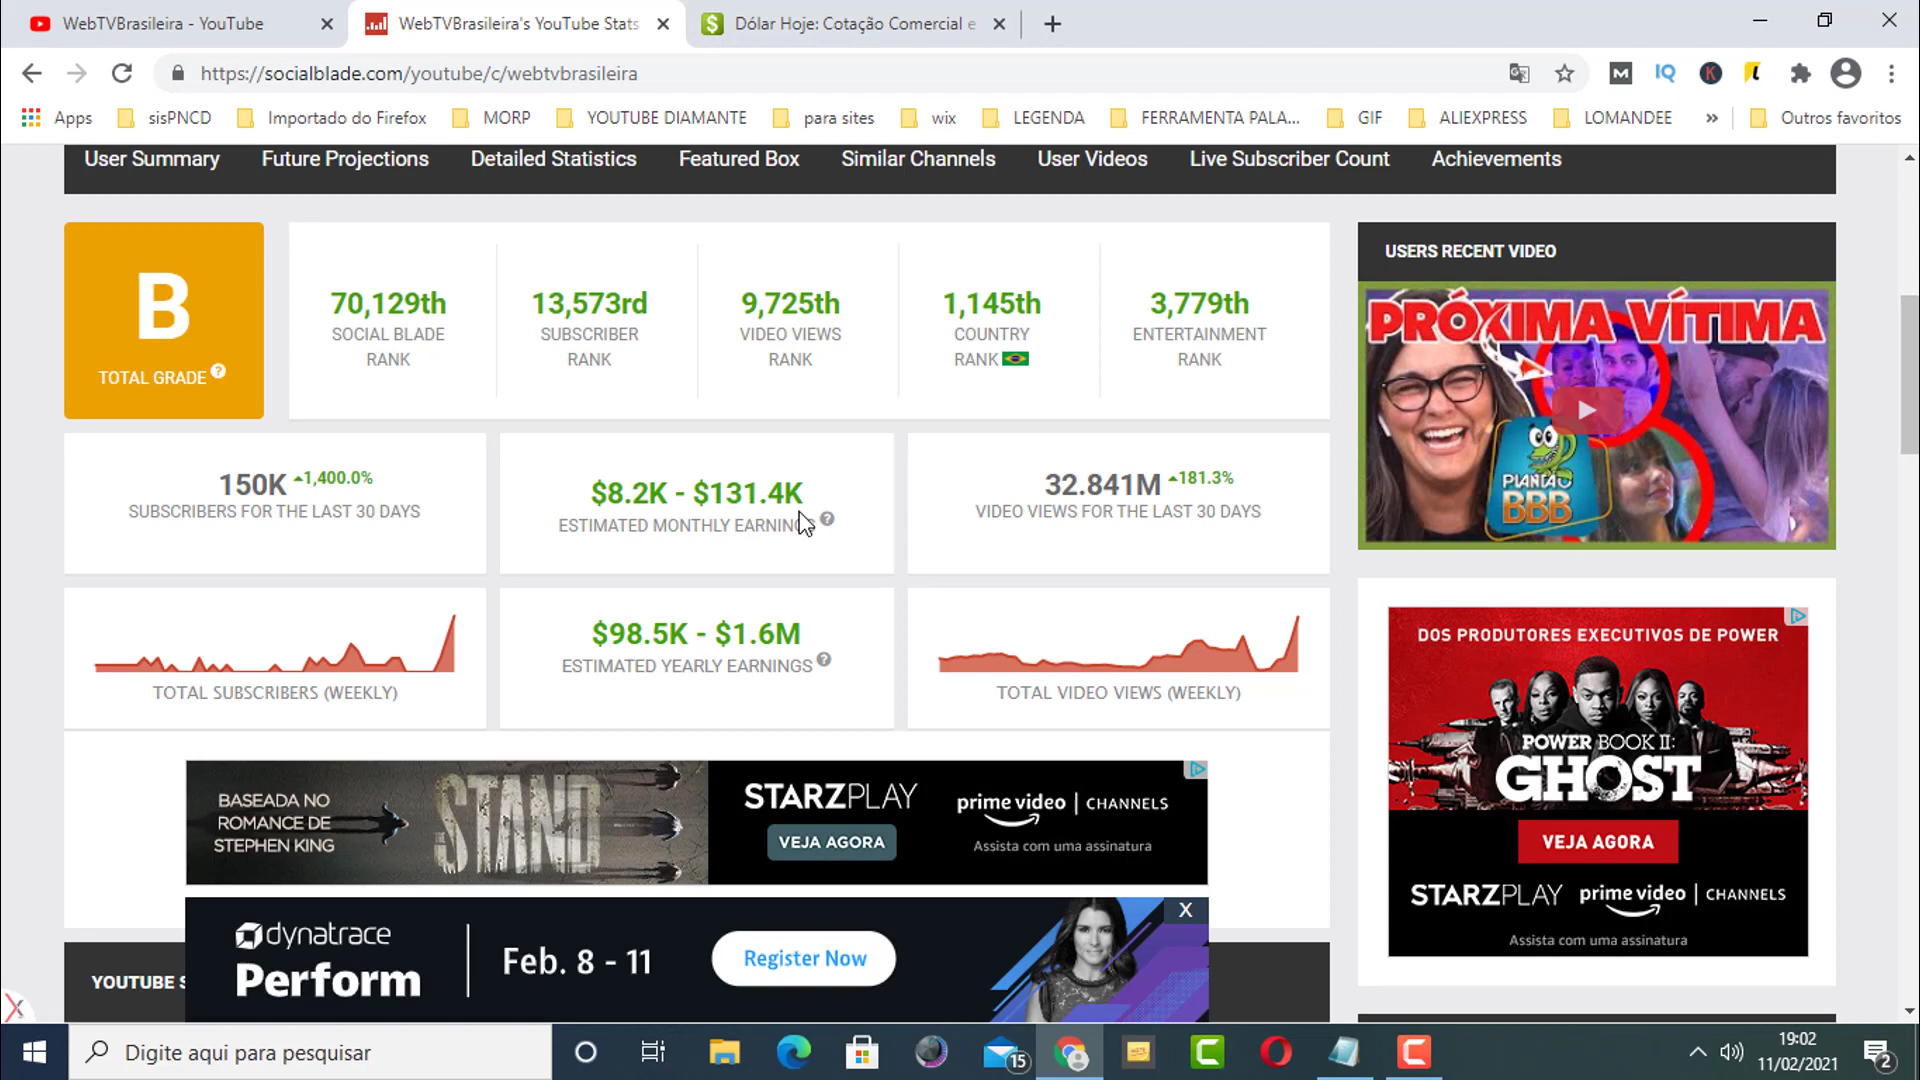 WebTVBrasileira - YouTube
WebTVBrasileira's YouTube Stats
Dólar Hoje: Cotação Comercial e
https://socialblade.com/youtube/c/webtvbrasileira
Apps
sisPNCD
Importado do Firefox
MORP
YOUTUBE DIAMANTE
para sites
wix
LEGENDA
FERRAMENTA PALA...
GIF
ALIEXPRESS
LOMANDEE
»
Outros favoritos
User Summary
Future Projections
Detailed Statistics
Featured Box
Similar Channels
User Videos
Live Subscriber Count
Achievements
B
TOTAL GRADE
70,129th
SOCIAL BLADE
RANK
13,573rd
SUBSCRIBER
RANK
9,725th
VIDEO VIEWS
RANK
1,145th
COUNTRY
RANK
3,779th
ENTERTAINMENT
RANK
USERS RECENT VIDEO
PRÓXIMA VÍTIMA
PLANTÃO
BBB
150K 1,400.0%
SUBSCRIBERS FOR THE LAST 30 DAYS
$8.2K - $131.4K
ESTIMATED MONTHLY EARNINGS
32.841M 181.3%
VIDEO VIEWS FOR THE LAST 30 DAYS
TOTAL SUBSCRIBERS (WEEKLY)
$98.5K - $1.6M
ESTIMATED YEARLY EARNINGS
TOTAL VIDEO VIEWS (WEEKLY)
DOS PRODUTORES EXECUTIVOS DE POWER
POWER BOOK II:
GHOST
VEJA AGORA
STARZPLAY prime video | CHANNELS
Assista com uma assinatura
BASEADA NO
ROMANCE DE
STEPHEN KING
STAND
STARZPLAY
VEJA AGORA
prime video | CHANNELS
Assista com uma assinatura
dynatrace
Perform
Feb. 8 - 11
Register Now
X
YOUTUBE S
Digite aqui para pesquisar
15
19:02
11/02/2021
2